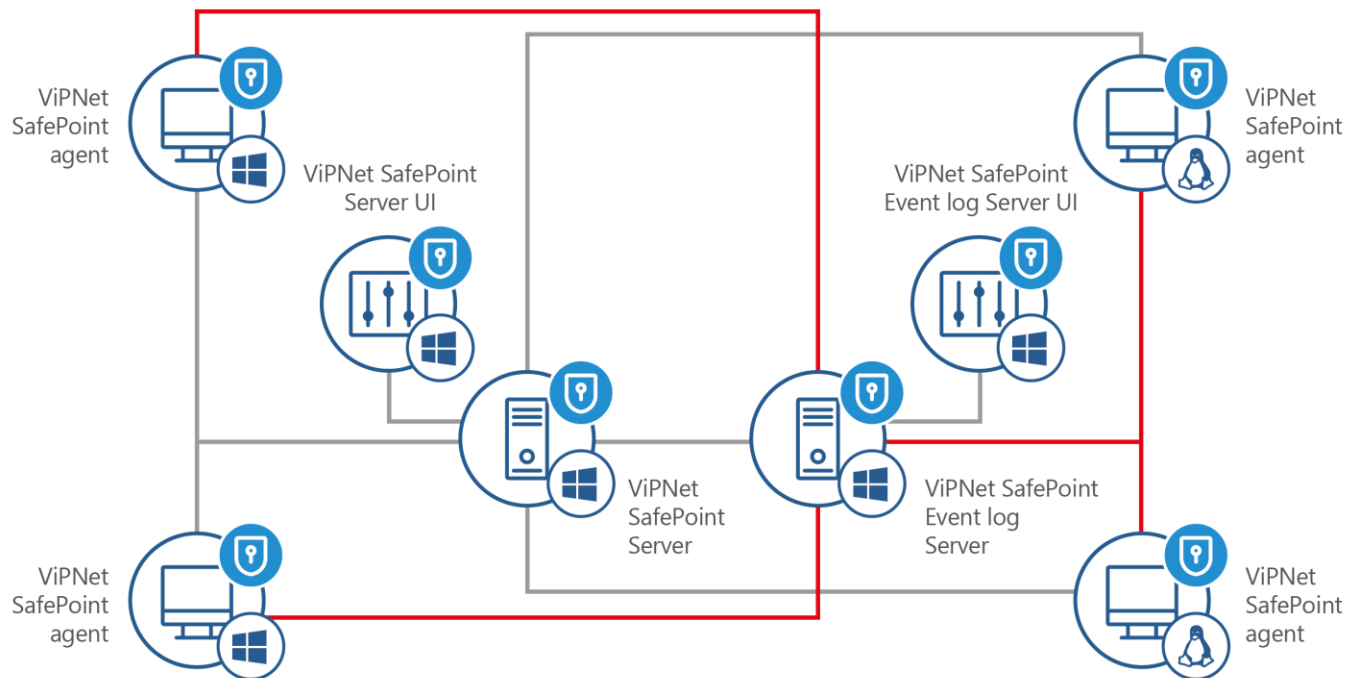 ViPNet
SafePoint
agent
ViPNet
SafePoint
agent
ViPNet SafePoint
Server UI
ViPNet SafePoint
Event log Server UI
ViPNet
SafePoint
Server
ViPNet SafePoint
Event log
Server
ViPNet
SafePoint
agent
ViPNet
SafePoint
agent